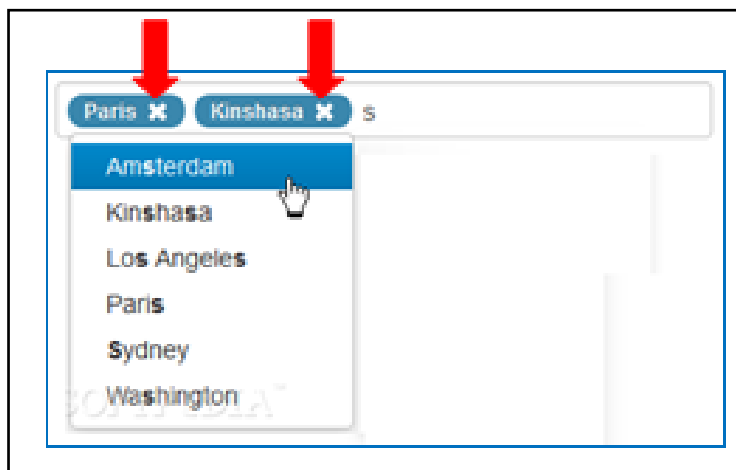 Paris × Kinshasa × s
Amsterdam
Kinshasa
Los Angeles
Paris
Sydney
Washington